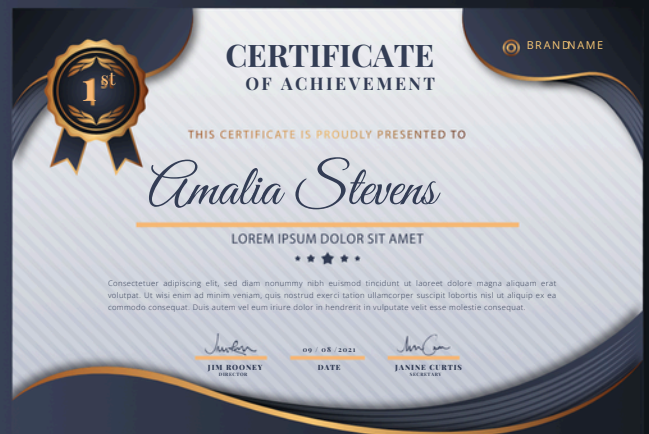 1st
BRANDNAME
CERTIFICATE
OF ACHIEVEMENT
THIS CERTIFICATE IS PROUDLY PRESENTED TO
Amalia Stevens
LOREM IPSUM DOLOR SIT AMET
Consectetuer adipiscing elit, sed diam nonummy nibh euismod tincidunt ut laoreet dolore magna aliquam erat
volutpat. Ut wisi enim ad minim veniam, quis nostrud exerci tation ullamcorper suscipit lobortis nisl ut aliquip ex ea
commodo consequat. Duis autem vel eum iriure dolor in hendrerit in vulputate velit esse molestie consequat.
09 / 08 /2021
JIM ROONEY DATE JANINE CURTIS
DIRECTOR SECRETARY